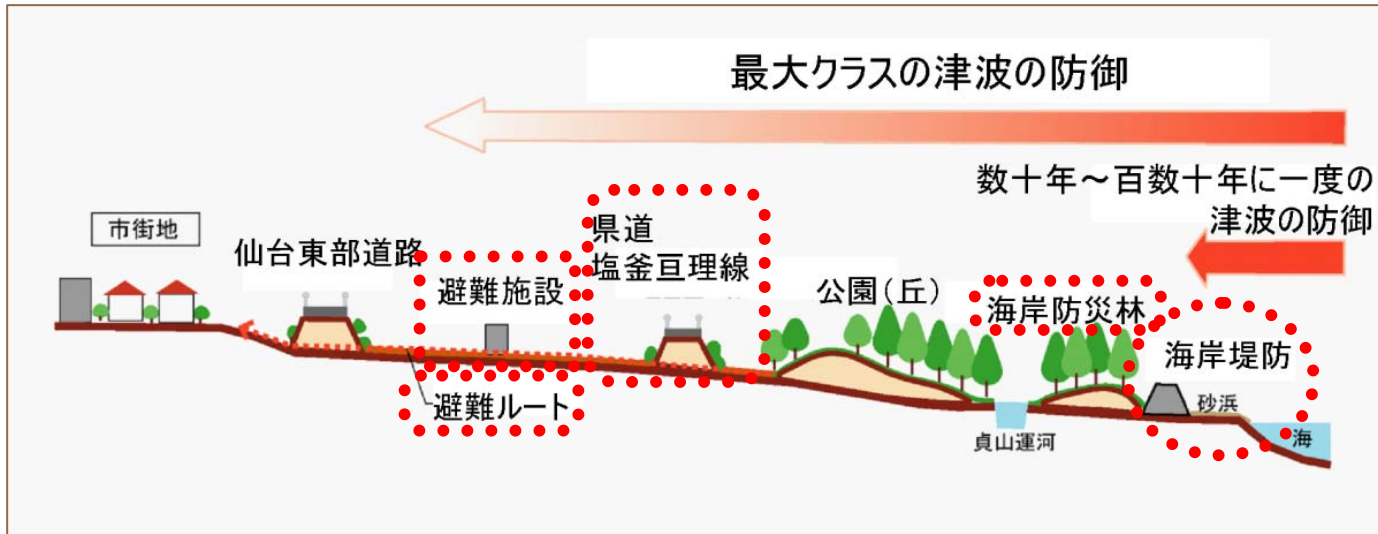 最大クラスの津波の防御
数十年~百数十年に一度の
津波の防御
市街地
仙台東部道路
避難施設
県道
塩釜亘理線
公園(丘)
海岸防災林
海岸堤防
避難ルート
貞山運河
砂浜
海